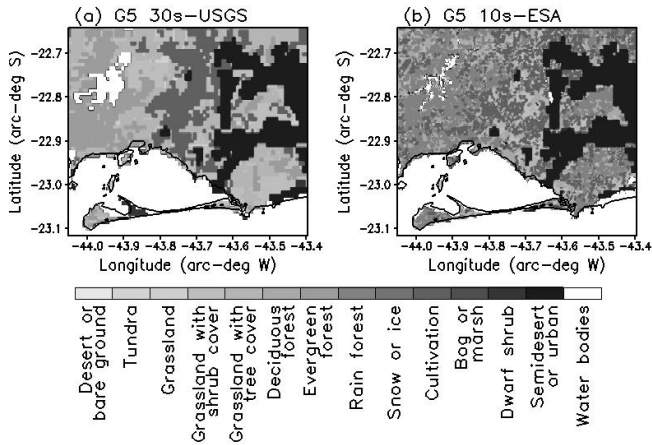 (a) G5 30s-USGS
(b) G5 10s-ESA
Latitude (arc-deg S)
-22.7
-22.8
-22.9
-23.0
-23.1
-44.0 -43.9 -43.8 -43.7 -43.6 -43.5 -43.4
Longitude (arc-deg W)
Latitude (arc-deg S)
-22.7
-22.8
-22.9
-23.0
-23.1
-44.0 -43.9 -43.8 -43.7 -43.6 -43.5 -43.4
Longitude (arc-deg W)
Desert or
bare ground
Tundra
Grassland
Grassland with
shrub cover
Grassland with
tree cover
Deciduous
forest
Evergreen
forest
Rain forest
Snow or ice
Cultivation
Bog or
marsh
Dwarf shrub
Semidesert
or urban
Water bodies